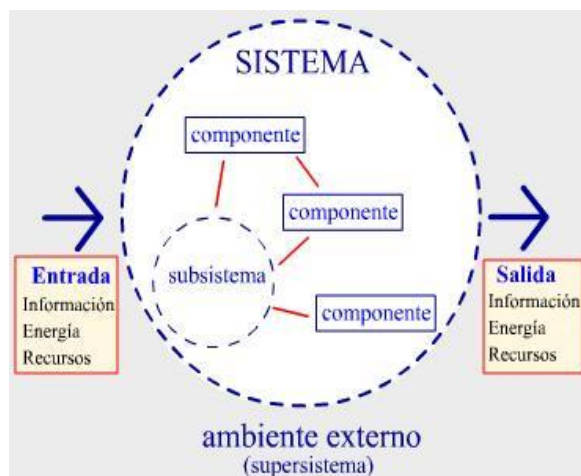 SISTEMA
componente
componente
subsistema
componente
Entrada
Información
Energía
Recursos
Salida
Información
Energía
Recursos
ambiente externo
(supersistema)